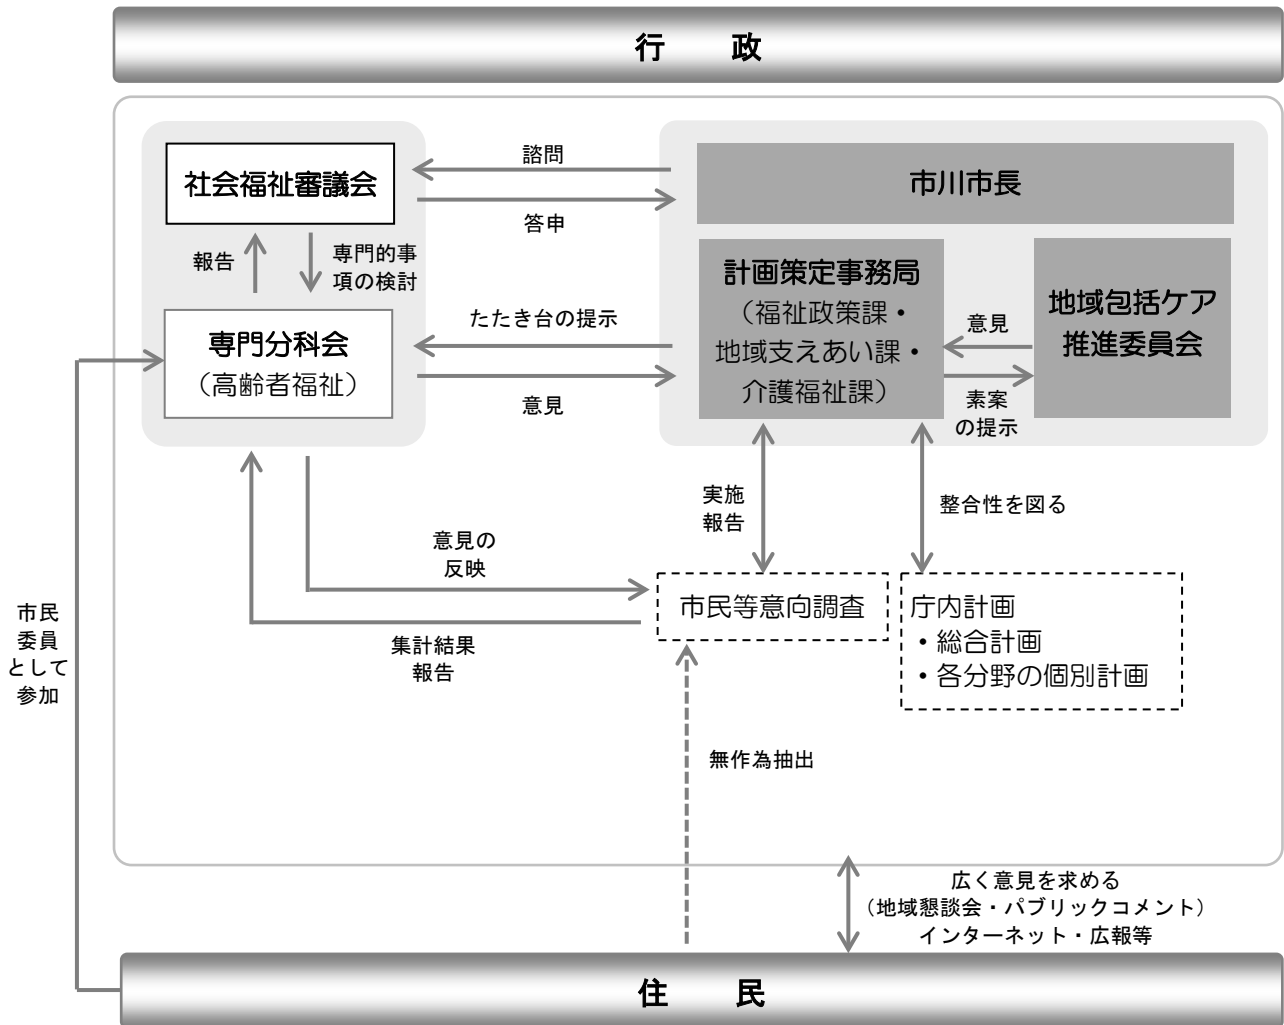 行　政
社会福祉審議会
諮問
答申
市川市長
報告
専門的事
項の検討
専門分科会
（高齢者福祉）
たたき台の提示
意見
計画策定事務局
（福祉政策課・
地域支えあい課・
介護福祉課）
意見
素案
の提示
地域包括ケア
推進委員会
実施
報告
整合性を図る
意見の
反映
集計結果
報告
市民等意向調査
庁内計画
・総合計画
・各分野の個別計画
市民
委員
として
参加
無作為抽出
広く意見を求める
（地域懇談会・パブリックコメント）
インターネット・広報等
住　民